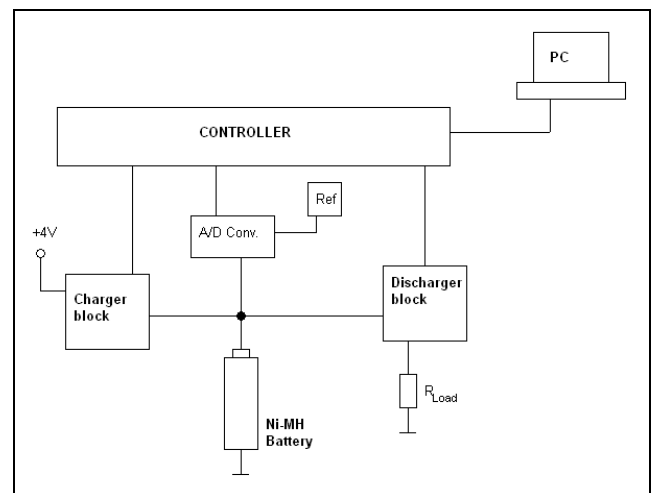 PC
CONTROLLER
Ref
A/D Conv.
+4V
Charger
block
Discharger
block
RLoad
Ni-MH
Battery